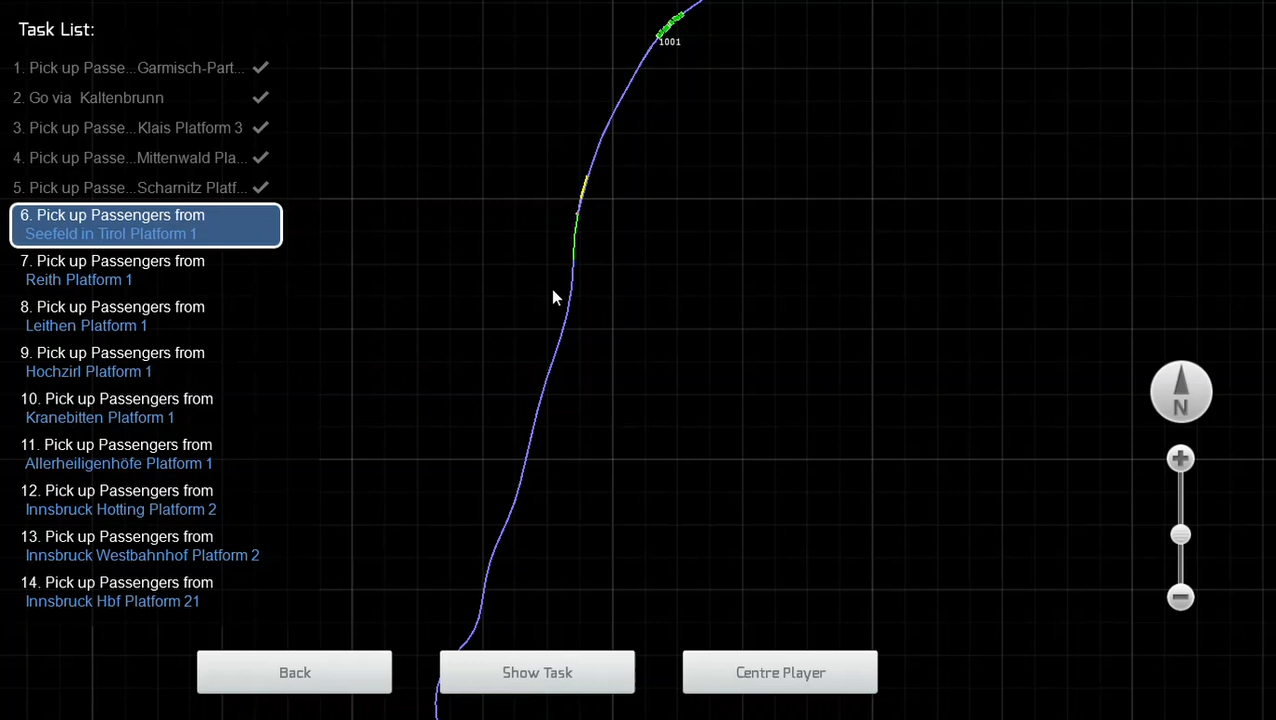 Task List:
1. Pick up Passe...Garmisch-Part...
2. Go via Kaltenbrunn
3. Pick up Passe...Klais Platform 3
4. Pick up Passe...Mittenwald Pla...
5. Pick up Passe...Scharnitz Platf...
6. Pick up Passengers from
Seefeld in Tirol Platform 1
7. Pick up Passengers from
Reith Platform 1
8. Pick up Passengers from
Leithen Platform 1
9. Pick up Passengers from
Hochzirl Platform 1
10. Pick up Passengers from
Kranebitten Platform 1
11. Pick up Passengers from
Allerheiligenhöfe Platform 1
12. Pick up Passengers from
Innsbruck Hotting Platform 2
13. Pick up Passengers from
Innsbruck Westbahnhof Platform 2
14. Pick up Passengers from
Innsbruck Hbf Platform 21
1001
N
Back
Show Task
Centre Player